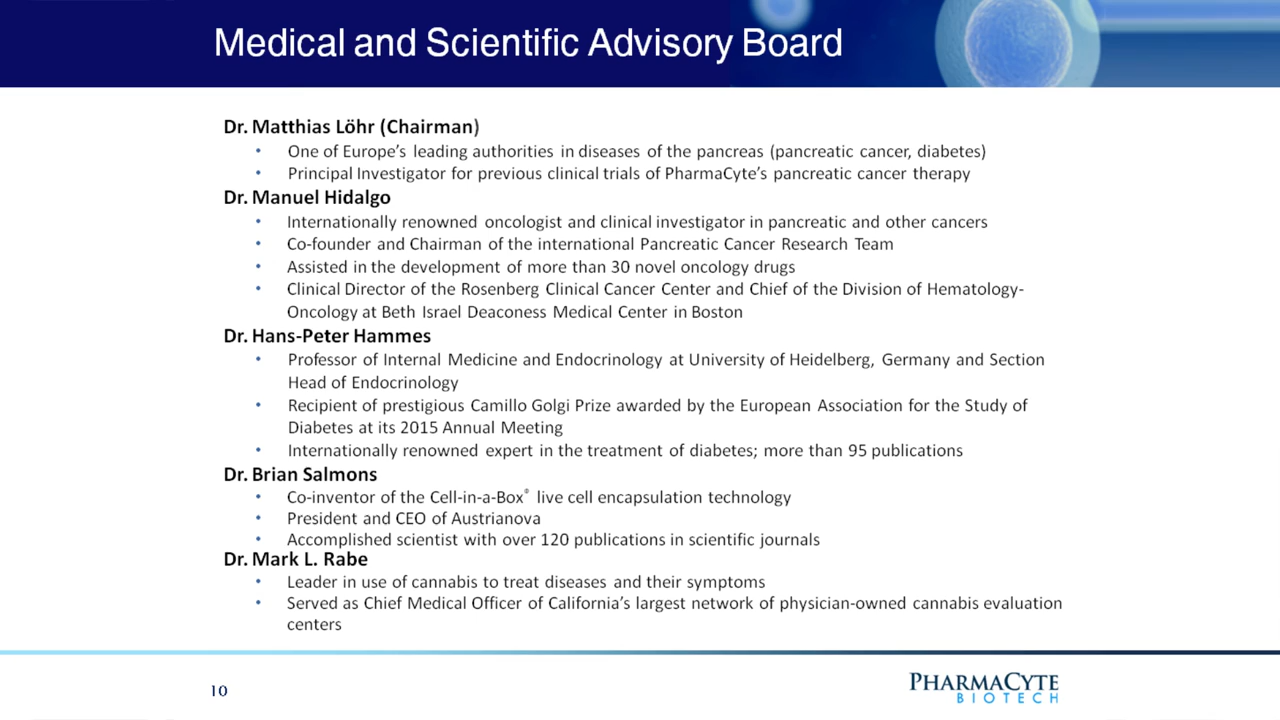 Medical and Scientific Advisory Board
Dr. Matthias Löhr (Chairman)
• One of Europe's leading authorities in diseases of the pancreas (pancreatic cancer, diabetes)
• Principal Investigator for previous clinical trials of PharmaCyte's pancreatic cancer therapy
Dr. Manuel Hidalgo
• Internationally renowned oncologist and clinical investigator in pancreatic and other cancers
• Co-founder and Chairman of the international Pancreatic Cancer Research Team
• Assisted in the development of more than 30 novel oncology drugs
• Clinical Director of the Rosenberg Clinical Cancer Center and Chief of the Division of Hematology-
Oncology at Beth Israel Deaconess Medical Center in Boston
Dr. Hans-Peter Hammes
• Professor of Internal Medicine and Endocrinology at University of Heidelberg, Germany and Section
Head of Endocrinology
• Recipient of prestigious Camillo Golgi Prize awarded by the European Association for the Study of
Diabetes at its 2015 Annual Meeting
• Internationally renowned expert in the treatment of diabetes; more than 95 publications
Dr. Brian Salmons
• Co-inventor of the Cell-in-a-Box® live cell encapsulation technology
• President and CEO of Austrianova
• Accomplished scientist with over 120 publications in scientific journals
Dr. Mark L. Rabe
• Leader in use of cannabis to treat diseases and their symptoms
• Served as Chief Medical Officer of California's largest network of physician-owned cannabis evaluation
centers
10
PHARMACYTE
BIOTECH